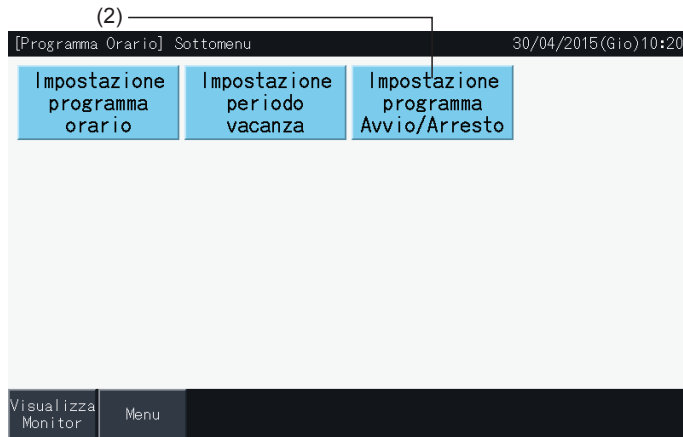 (2)
[Programma Orario] Sottomenu 30/04/2015(Gio)10:20
Impostazione programma orario
Impostazione periodo vacanza
Impostazione programma Avvio/Arresto
Visualizza Monitor
Menu